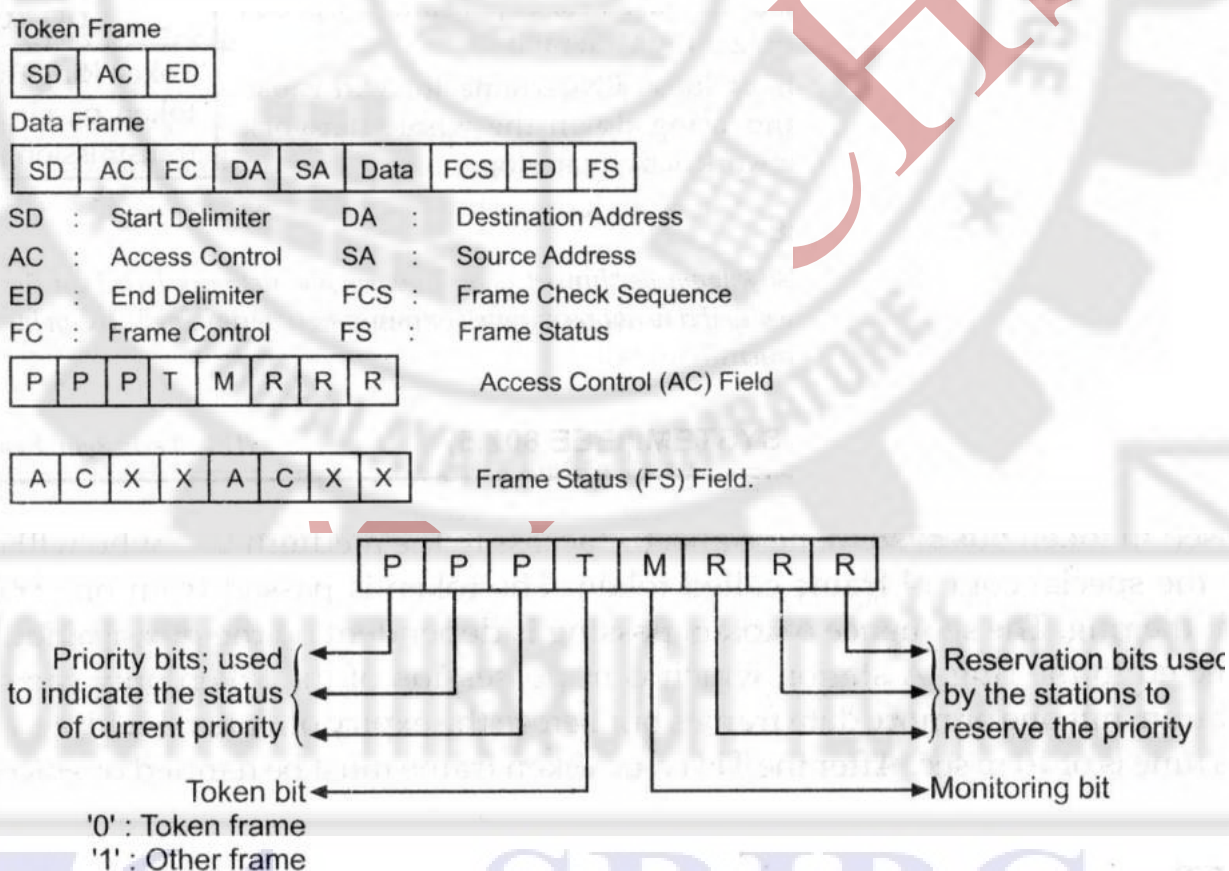 Token Frame
SD AC ED
Data Frame
SD AC FC DA SA Data FCS ED FS
SD : Start Delimiter DA : Destination Address
AC : Access Control SA : Source Address
ED : End Delimiter FCS : Frame Check Sequence
FC : Frame Control FS : Frame Status
P P P T M R R R Access Control (AC) Field
A C X X A C X X Frame Status (FS) Field.
P P P T M R R R
Priority bits; used
to indicate the status
of current priority
Reservation bits used
by the stations to
reserve the priority
Token bit
Monitoring bit
'0' : Token frame
'1' : Other frame